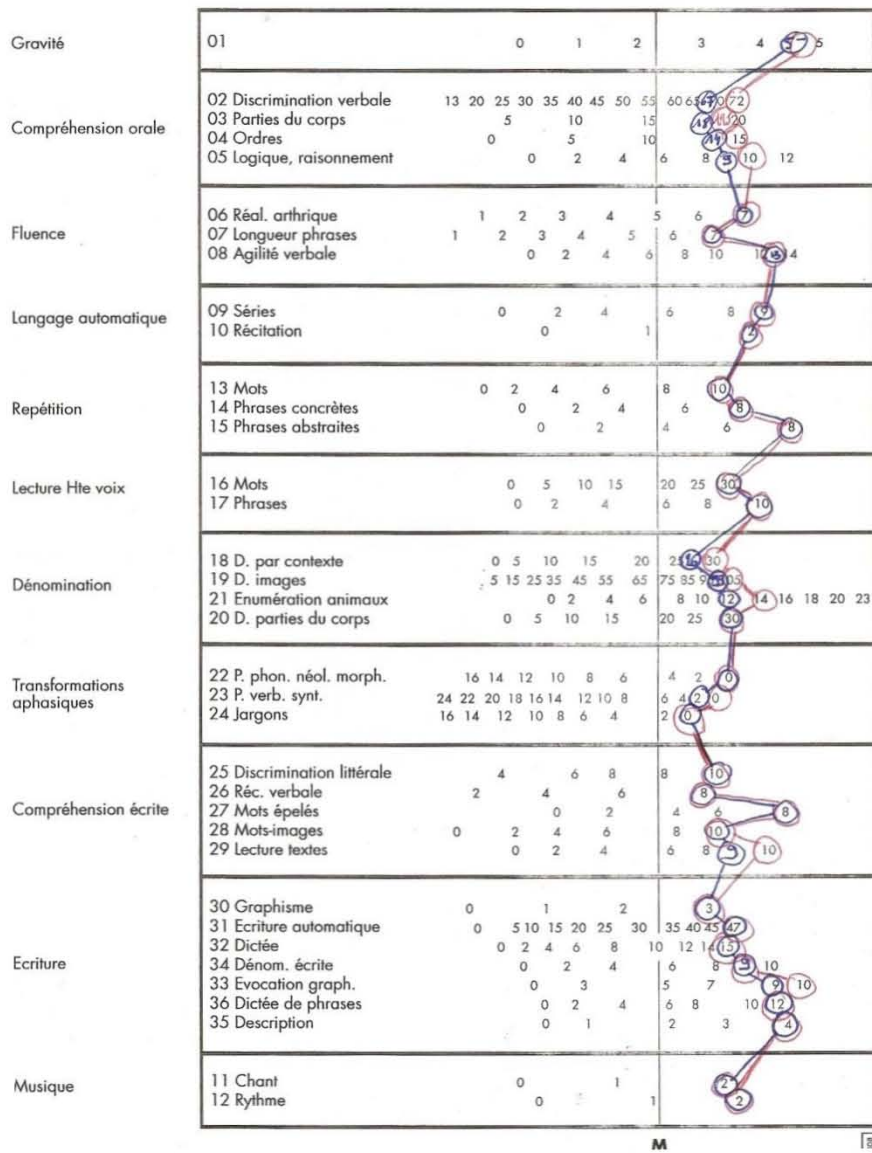 Gravité
01 0 1 2 3 4 5 5
Compréhension orale
02 Discrimination verbale 13 20 25 30 35 40 45 50 55 60 65 72
03 Parties du corps 5 10 15 18 20
04 Ordres 0 5 10 14 15
05 Logique, raisonnement 0 2 4 6 8 9 10 12
Fluence
06 Réal. arthrique 1 2 3 4 5 6 7
07 Longueur phrases 1 2 3 4 5 6 7
08 Agilité verbale 0 2 4 6 8 10 12 13 14
Langage automatique
09 Séries 0 2 4 6 8 9
10 Récitation 0 1 2
Repétition
13 Mots 0 2 4 6 8 10
14 Phrases concrètes 0 2 4 6 8
15 Phrases abstraites 0 2 4 6 8
Lecture Hte voix
16 Mots 0 5 10 15 20 25 30
17 Phrases 0 2 4 6 8 10
Dénomination
18 D. par contexte 0 5 10 15 20 25 30
19 D. images 5 15 25 35 45 55 65 75 85 105
21 Enumération animaux 0 2 4 6 8 10 12 14 16 18 20 23
20 D. parties du corps 0 5 10 15 20 25 30
Transformations aphasiques
22 P. phon. néol. morph. 16 14 12 10 8 6 4 2 0
23 P. verb. synt. 24 22 20 18 16 14 12 10 8 6 4 2 0
24 Jargons 16 14 12 10 8 6 4 2 0
Compréhension écrite
25 Discrimination littérale 4 6 8 8 10
26 Réc. verbale 2 4 6 8
27 Mots épelés 0 2 4 6 8
28 Mots-images 0 2 4 6 8 10
29 Lecture textes 0 2 4 6 8 9 10
Ecriture
30 Graphisme 0 1 2 3
31 Ecriture automatique 0 5 10 15 20 25 30 35 40 45 47
32 Dictée 0 2 4 6 8 10 12 14 15
34 Dénom. écrite 0 2 4 6 8 9 10
33 Evocation graph. 0 3 5 7 9 10
36 Dictée de phrases 0 2 4 6 8 10 12
35 Description 0 1 2 3 4
Musique
11 Chant 0 1 2
12 Rythme 0 1 2
M